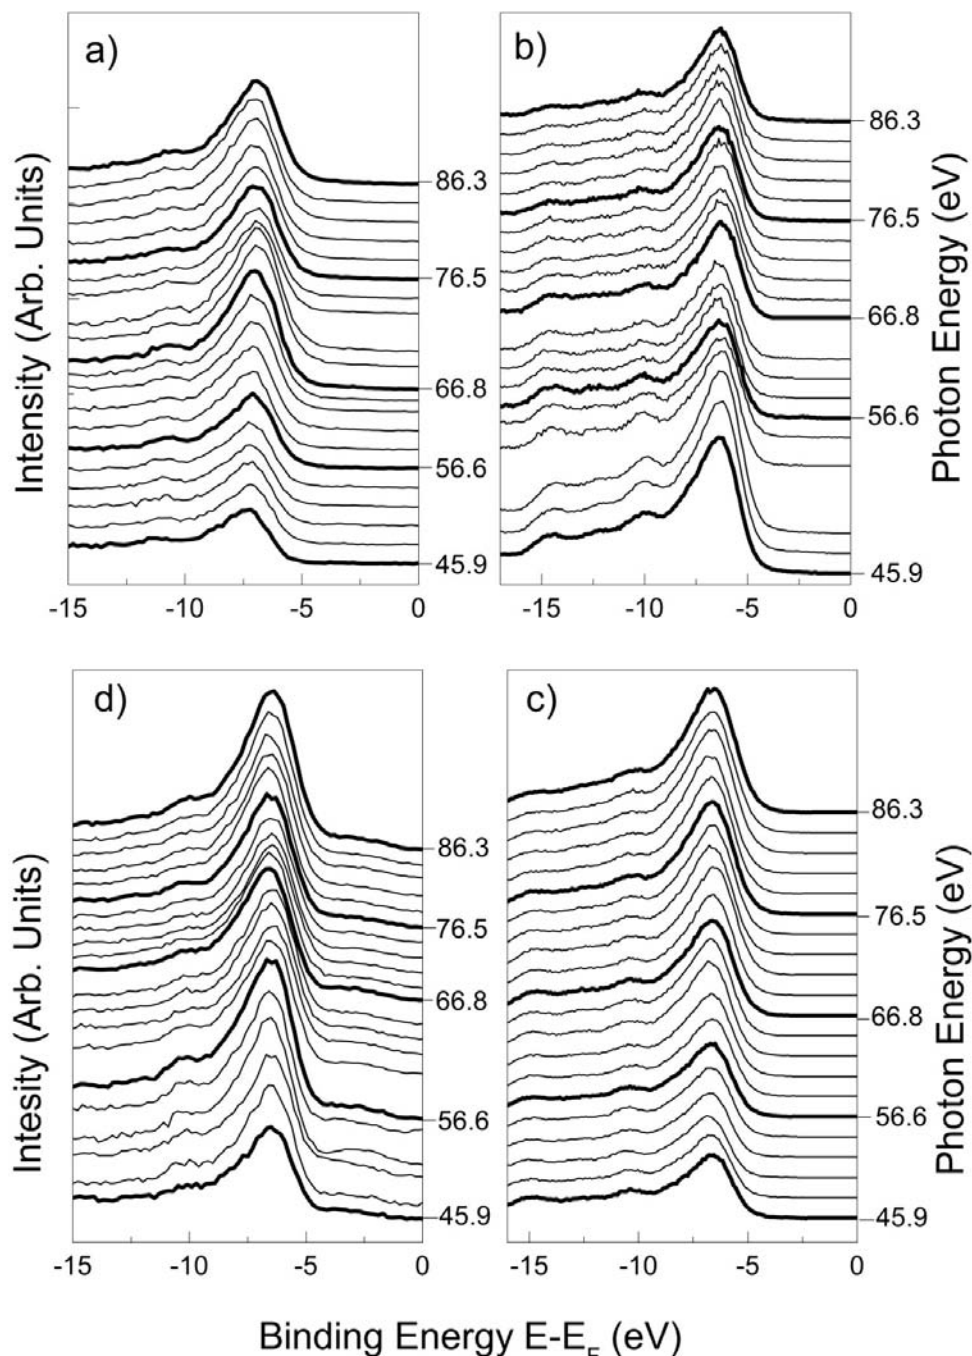 a)
b)
Intensity (Arb. Units)
86.3
76.5
66.8
56.6
45.9
-15 -10 -5 0
86.3
76.5
66.8
56.6
45.9
-15 -10 -5 0
Photon Energy (eV)
d)
c)
Intesity (Arb. Units)
86.3
76.5
66.8
56.6
45.9
-15 -10 -5 0
86.3
76.5
66.8
56.6
45.9
-15 -10 -5 0
Photon Energy (eV)
Binding Energy E-E_F (eV)